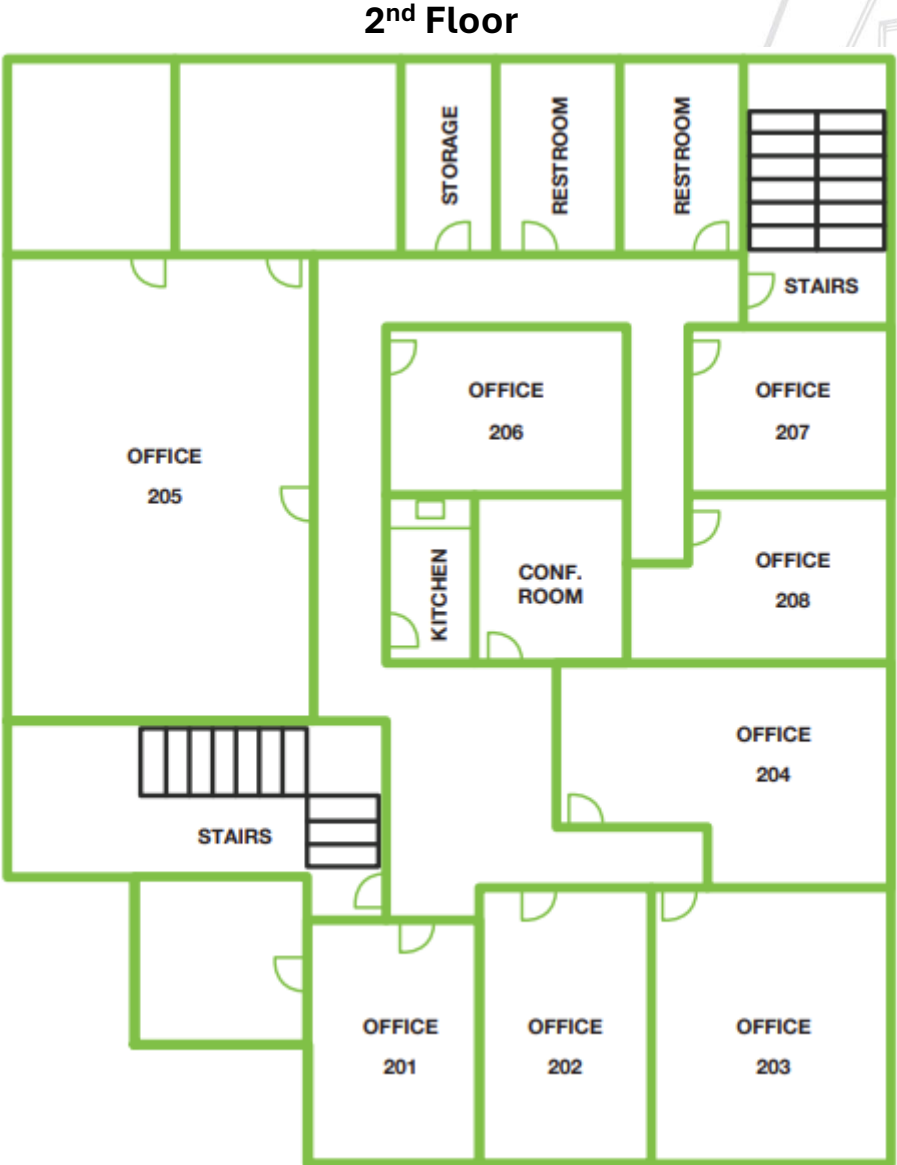 2nd Floor
STORAGE
RESTROOM
RESTROOM
STAIRS
OFFICE
206
OFFICE
207
OFFICE
205
KITCHEN
CONF.
ROOM
OFFICE
208
OFFICE
204
STAIRS
OFFICE
201
OFFICE
202
OFFICE
203